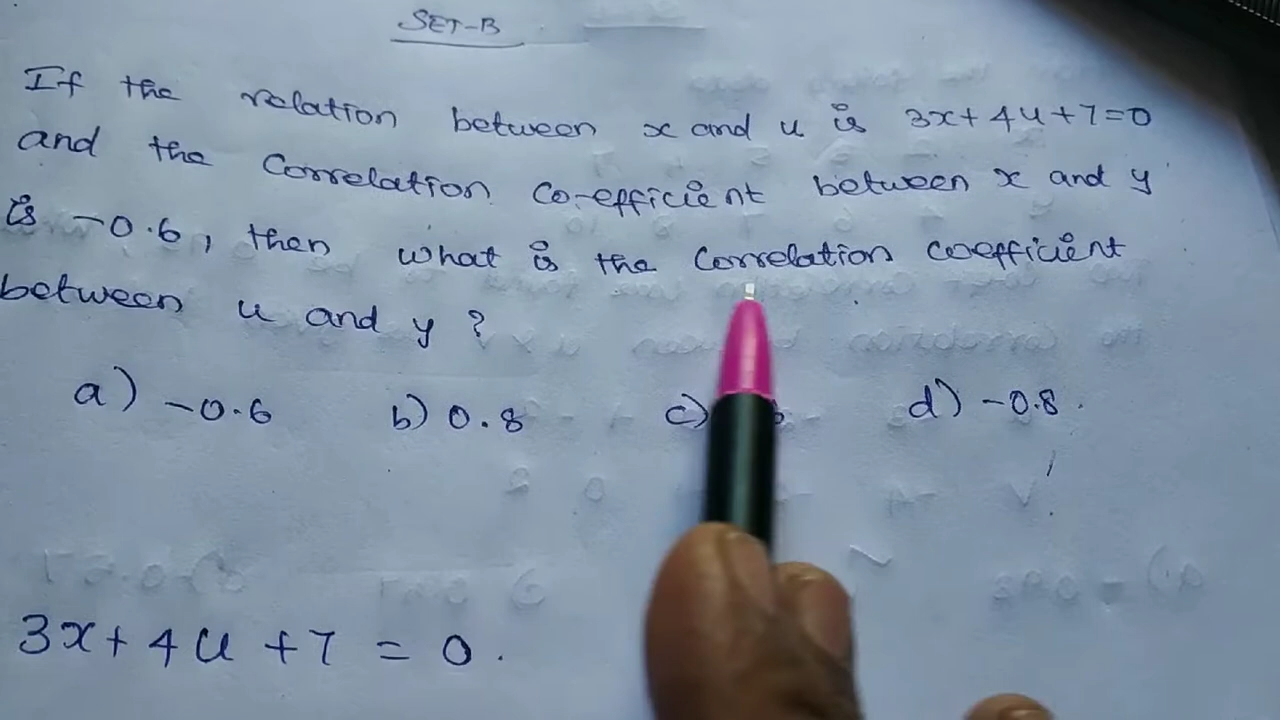 SET-B
If the relation between x and u is 3x+4u+7=0
and the Correlation Co-efficient between x and y
is -0.6, then what is the Correlation Coefficient
between u and y ?
a) -0.6 b) 0.8 c) d) -0.8.
3x+4u+7 = 0.